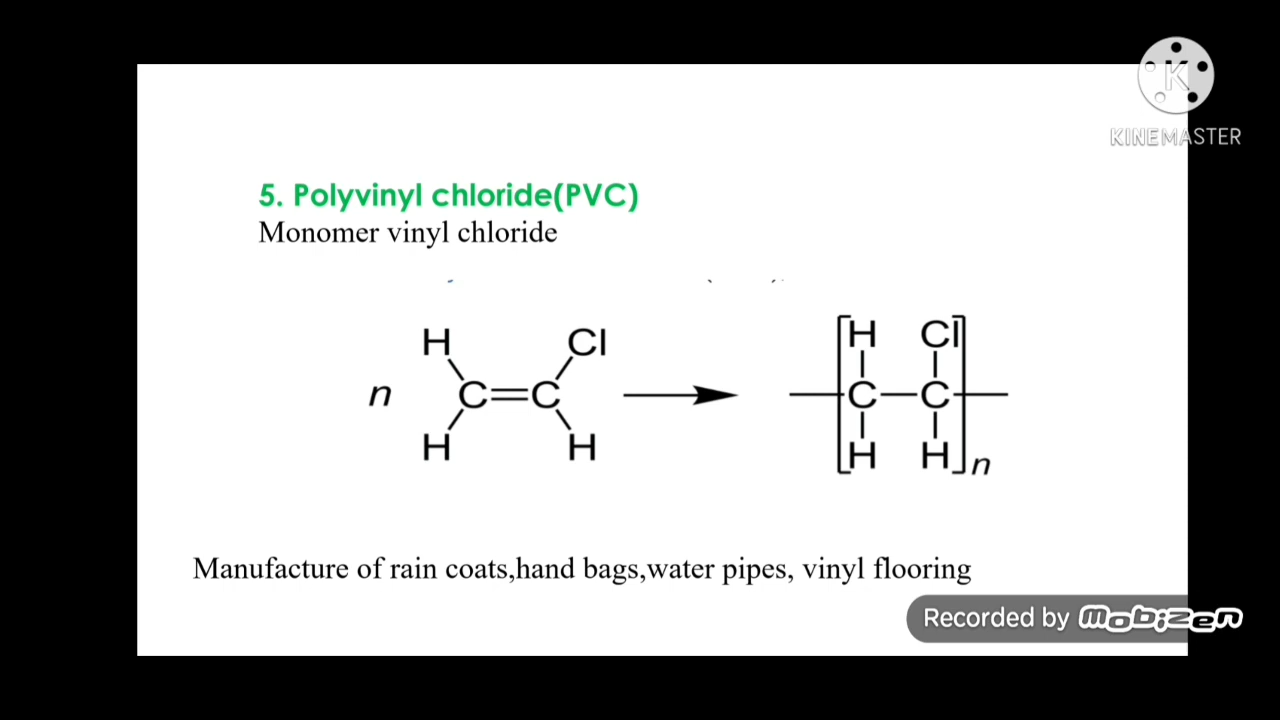 K
KINEMASTER
5. Polyvinyl chloride(PVC)
Monomer vinyl chloride
H Cl H Cl
n C=C C C
H H H H n
Manufacture of rain coats,hand bags,water pipes, vinyl flooring
Recorded by Mobizen